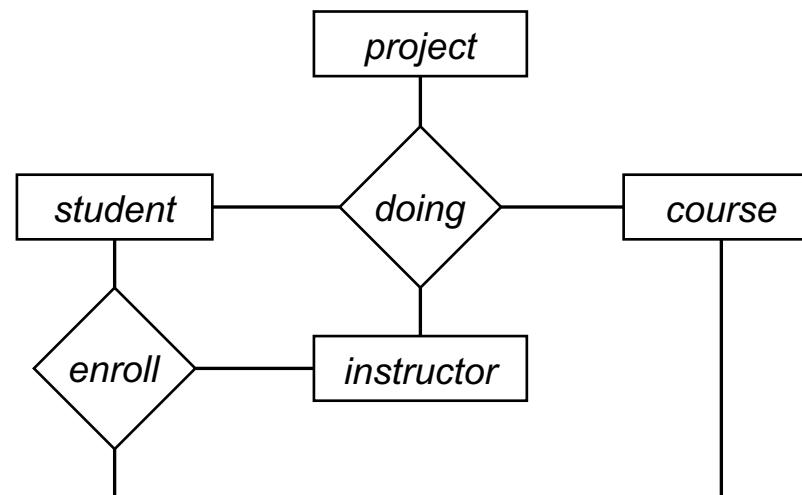 project
student
doing
course
enroll
instructor